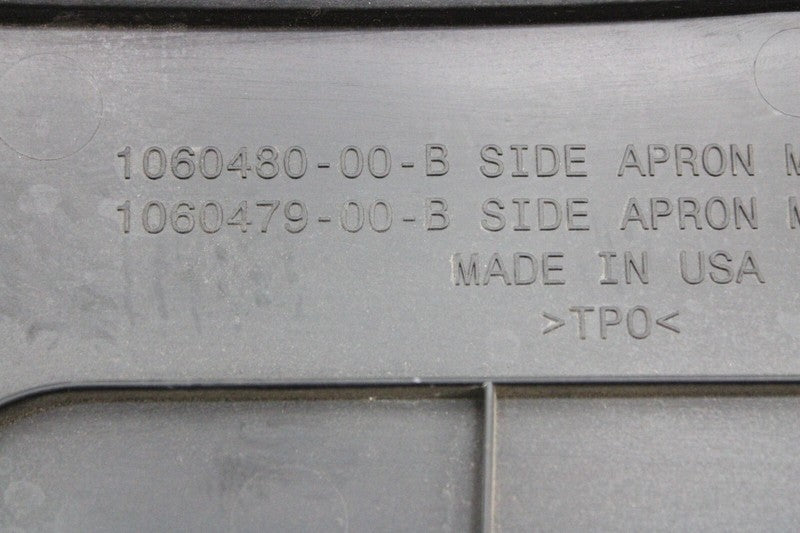 1060480-00-B SIDE APRON M
1060479-00-B SIDE APRON M
MADE IN USA
>TPO<